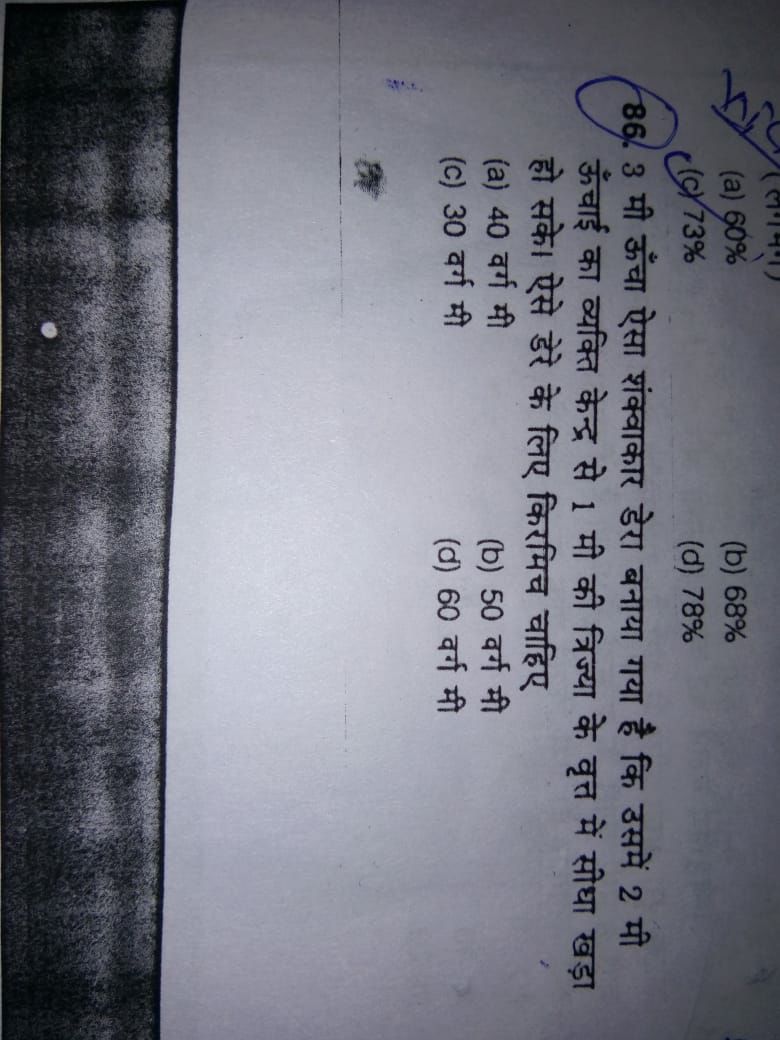 (a) 60% (b) 68%
(c) 73% (d) 78%
86. 3 मी ऊँचा ऐसा शंक्वाकार डेरा बनाया गया है कि उसमें 2 मी
ऊँचाई का व्यक्ति केन्द्र से 1 मी की त्रिज्या के वृत्त में सीधा खड़ा
हो सके। ऐसे डेरे के लिए किरमिच चाहिए
(a) 40 वर्ग मी (b) 50 वर्ग मी
(c) 30 वर्ग मी (d) 60 वर्ग मी